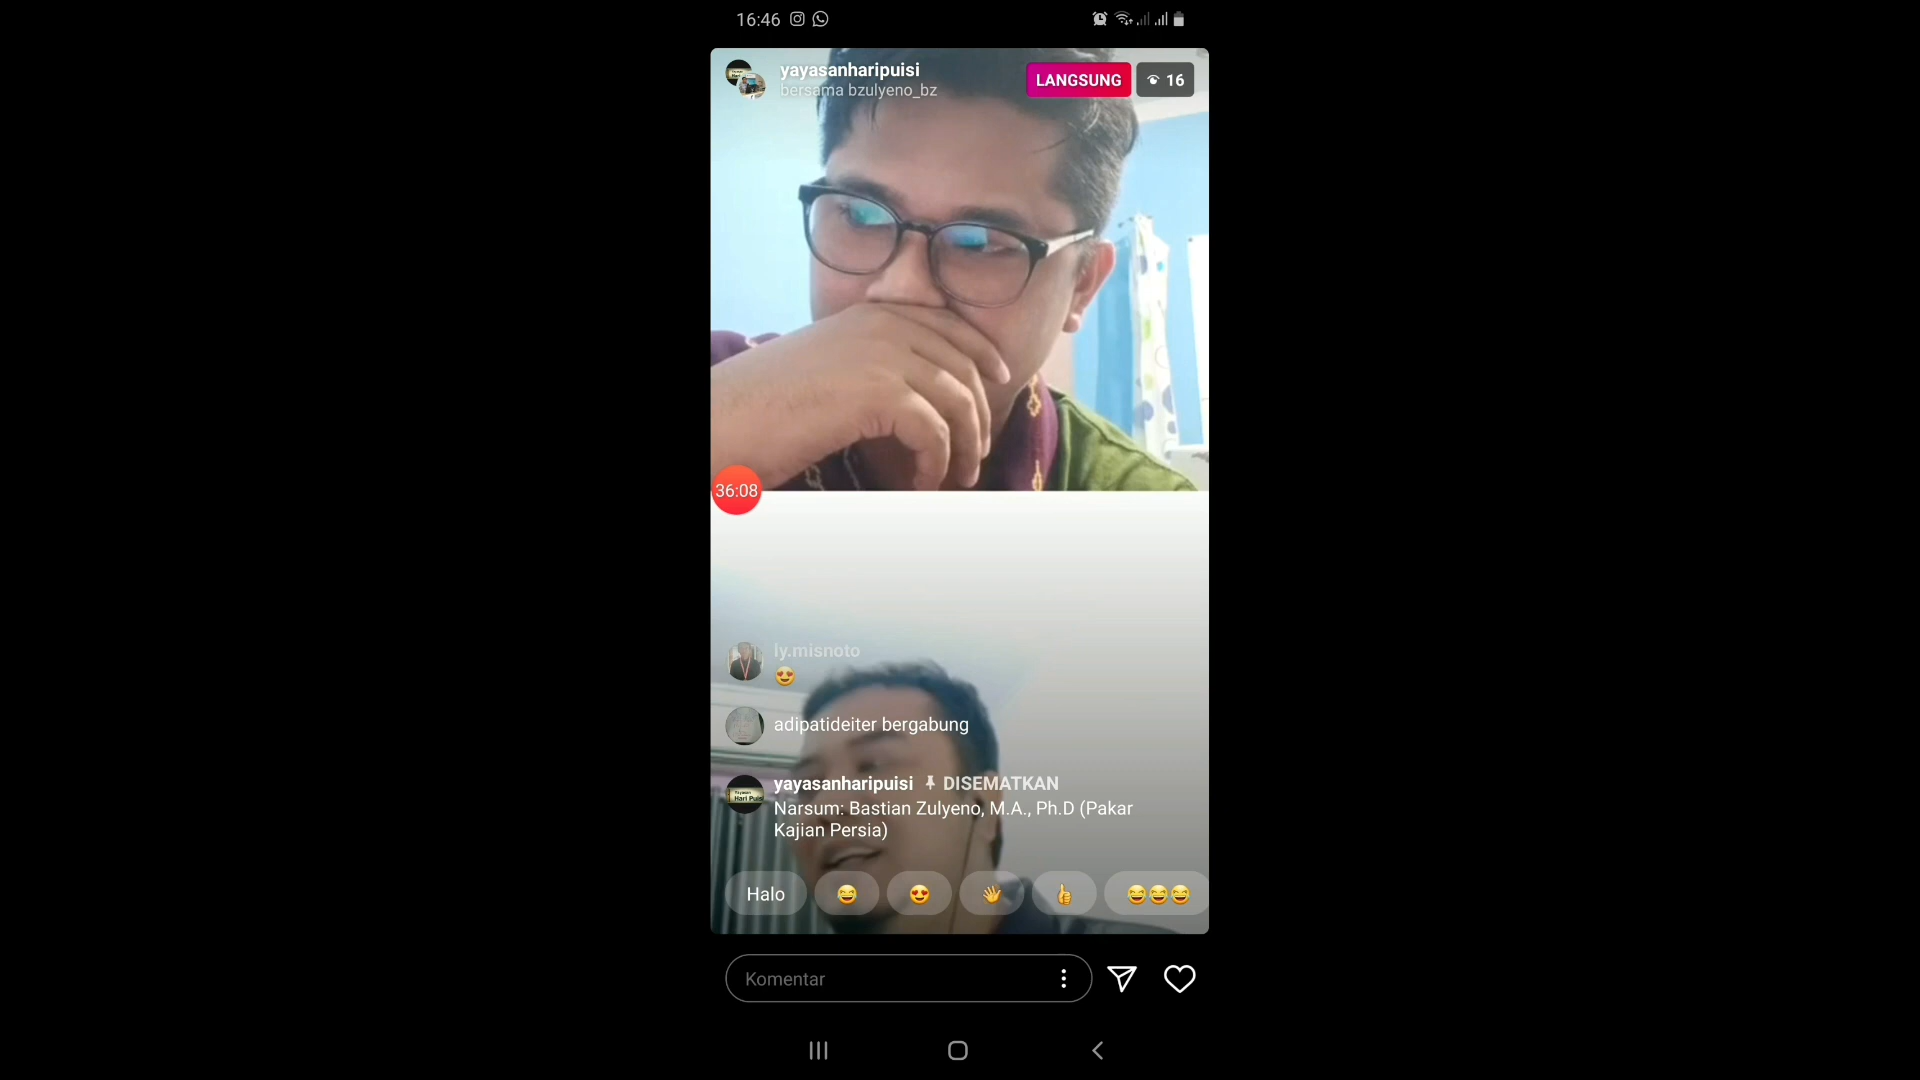 16:46
yayasanharipuisi
bersama bzulyeno_bz
LANGSUNG
16
36:08
ly.misnoto
😍
adipatideiter bergabung
yayasanharipuisi DISEMATKAN
Narsum: Bastian Zulyeno, M.A., Ph.D (Pakar
Kajian Persia)
Halo 😅 😍 👋 👍 😂😂😂
Komentar